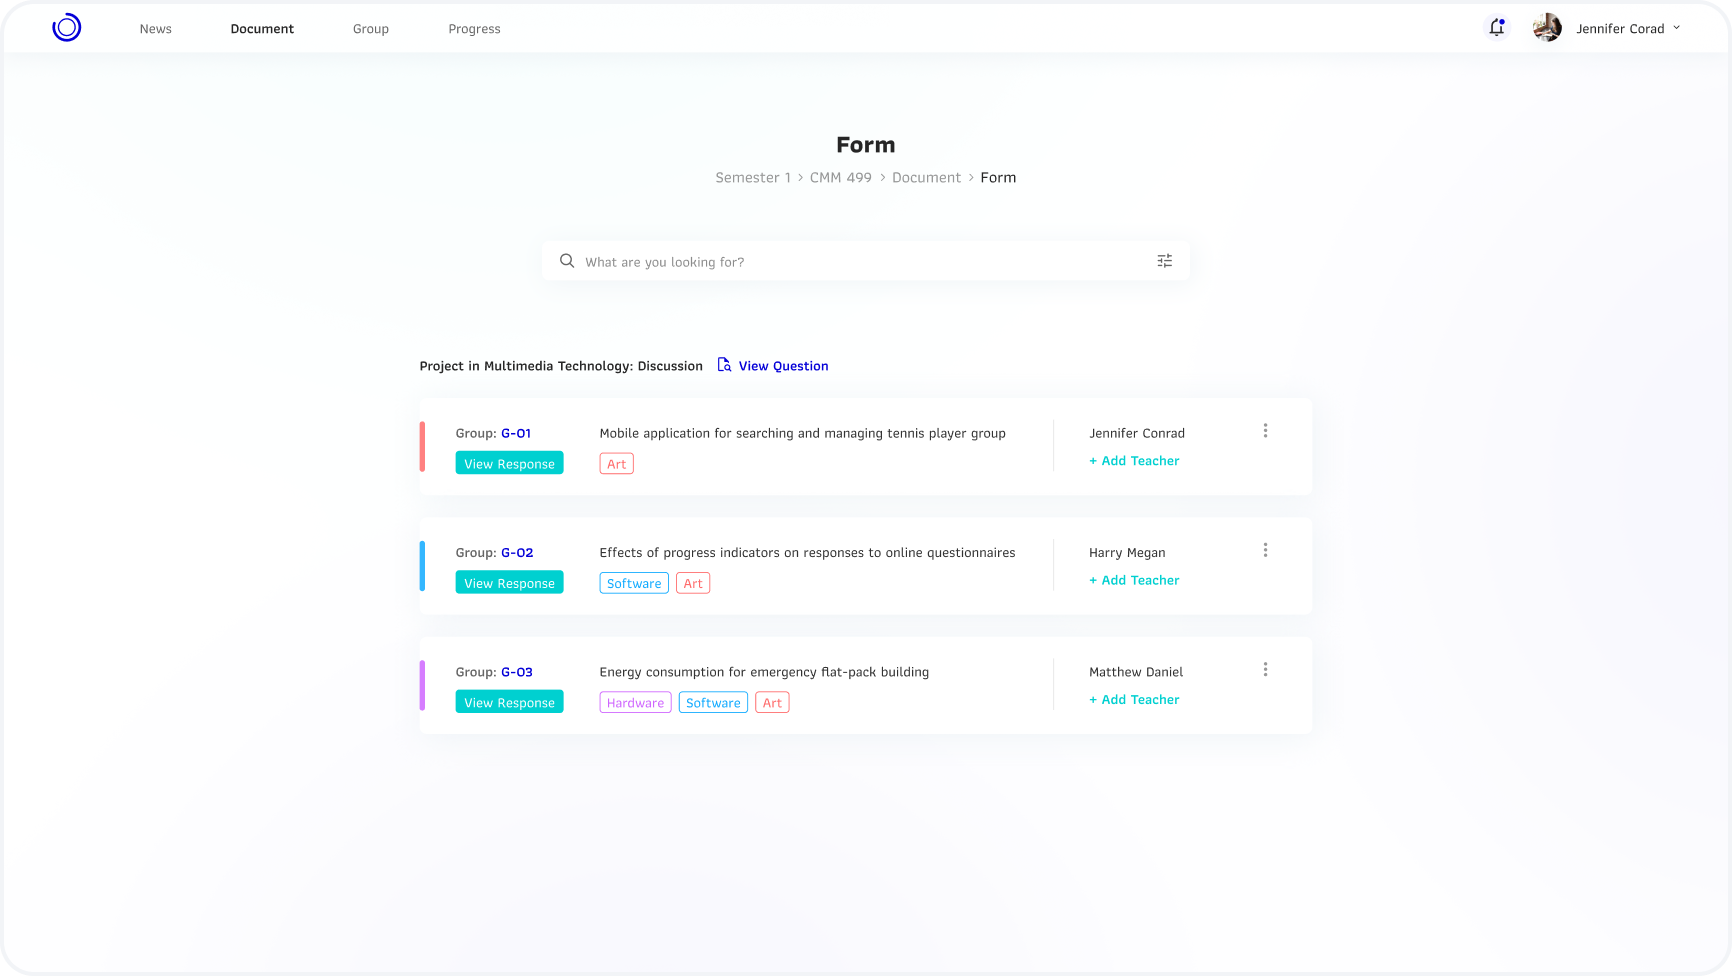 News Document Group Progress Jennifer Corad
Form
Semester 1 > CMM 499 > Document > Form
What are you looking for?
Project in Multimedia Technology: Discussion View Question
Group: G-01 Mobile application for searching and managing tennis player group Jennifer Conrad
View Response Art + Add Teacher
Group: G-02 Effects of progress indicators on responses to online questionnaires Harry Megan
View Response Software Art + Add Teacher
Group: G-03 Energy consumption for emergency flat-pack building Matthew Daniel
View Response Hardware Software Art + Add Teacher